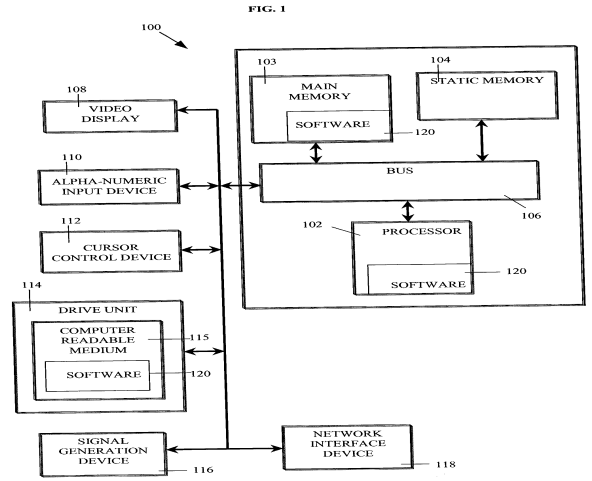 FIG. 1
100
103
MAIN
MEMORY
SOFTWARE
120
104
STATIC MEMORY
108
VIDEO
DISPLAY
110
ALPHA-NUMERIC
INPUT DEVICE
BUS
106
112
CURSOR
CONTROL DEVICE
102
PROCESSOR
120
SOFTWARE
114
DRIVE UNIT
COMPUTER
READABLE
MEDIUM
115
SOFTWARE
120
SIGNAL
GENERATION
DEVICE
116
NETWORK
INTERFACE
DEVICE
118